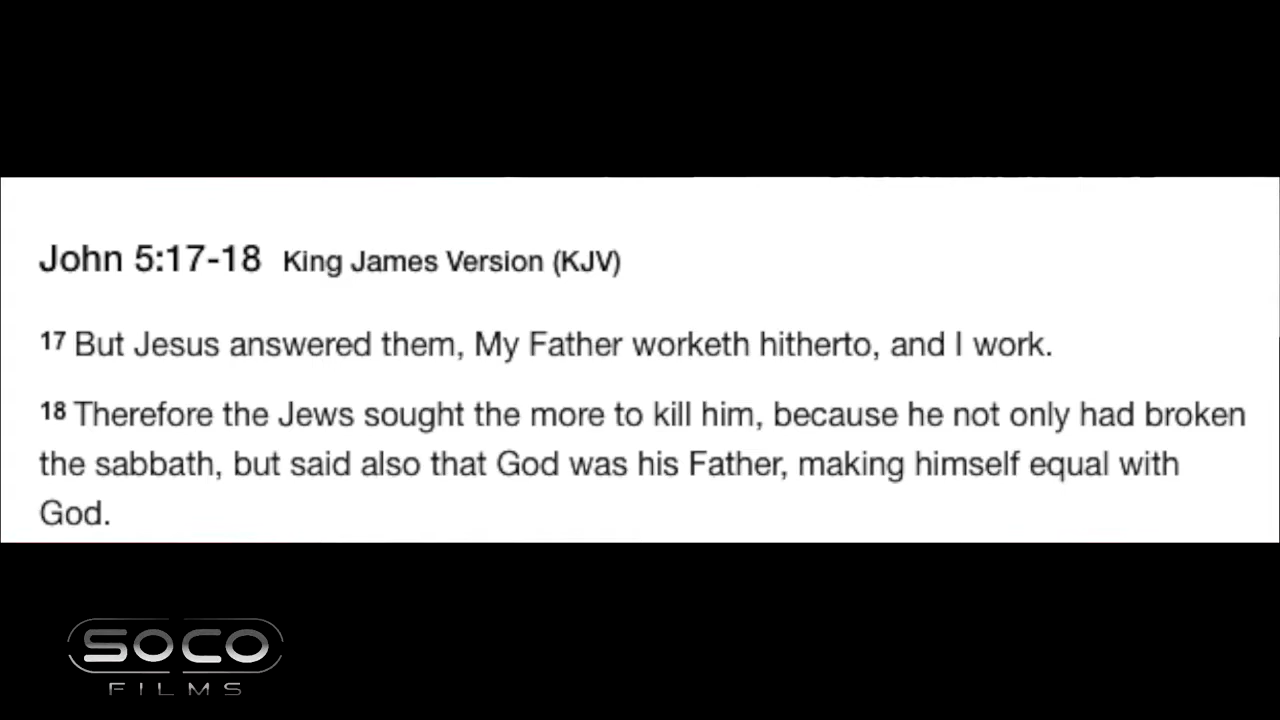 John 5:17-18 King James Version (KJV)
17 But Jesus answered them, My Father worketh hitherto, and I work.
18 Therefore the Jews sought the more to kill him, because he not only had broken
the sabbath, but said also that God was his Father, making himself equal with
God.
SOCO
FILMS